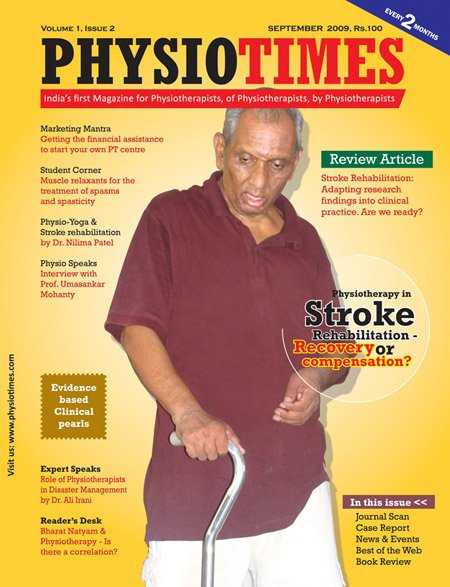 VOLUME 1, ISSUE 2
SEPTEMBER 2009, RS.100
EVERY 2 MONTHS
PHYSIOTIMES
India's first Magazine for Physiotherapists, of Physiotherapists, by Physiotherapists
Marketing Mantra
Getting the financial assistance
to start your own PT centre
Student Corner
Muscle relaxants for the
treatment of spasms
and spasticity
Physio-Yoga &
Stroke rehabilitation
by Dr. Nilima Patel
Physio Speaks
Interview with
Prof. Umasankar
Mohanty
Review Article
Stroke Rehabilitation:
Adapting research
findings into clinical
practice. Are we ready?
Physiotherapy in
Stroke
Rehabilitation -
Recovery or
compensation?
Evidence
based
Clinical
pearls
Visit us: www.physiotimes.com
Expert Speaks
Role of Physiotherapists
in Disaster Management
by Dr. Ali Irani
Reader's Desk
Bharat Natyam &
Physiotherapy - Is
there a correlation?
In this issue <<
Journal Scan
Case Report
News & Events
Best of the Web
Book Review